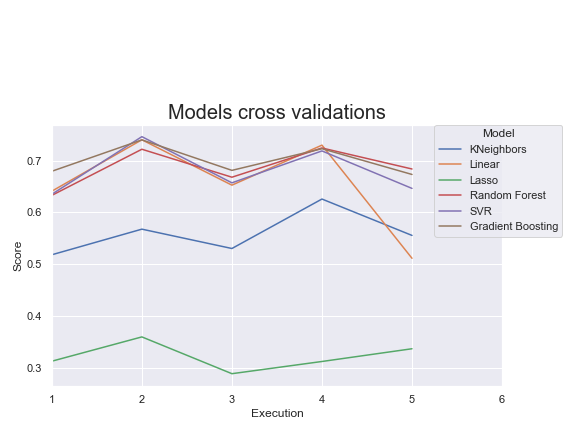 Models cross validations
Model
KNeighbors
Linear
Lasso
Random Forest
SVR
Gradient Boosting
Score
0.7
0.6
0.5
0.4
0.3
1 2 3 4 5 6
Execution